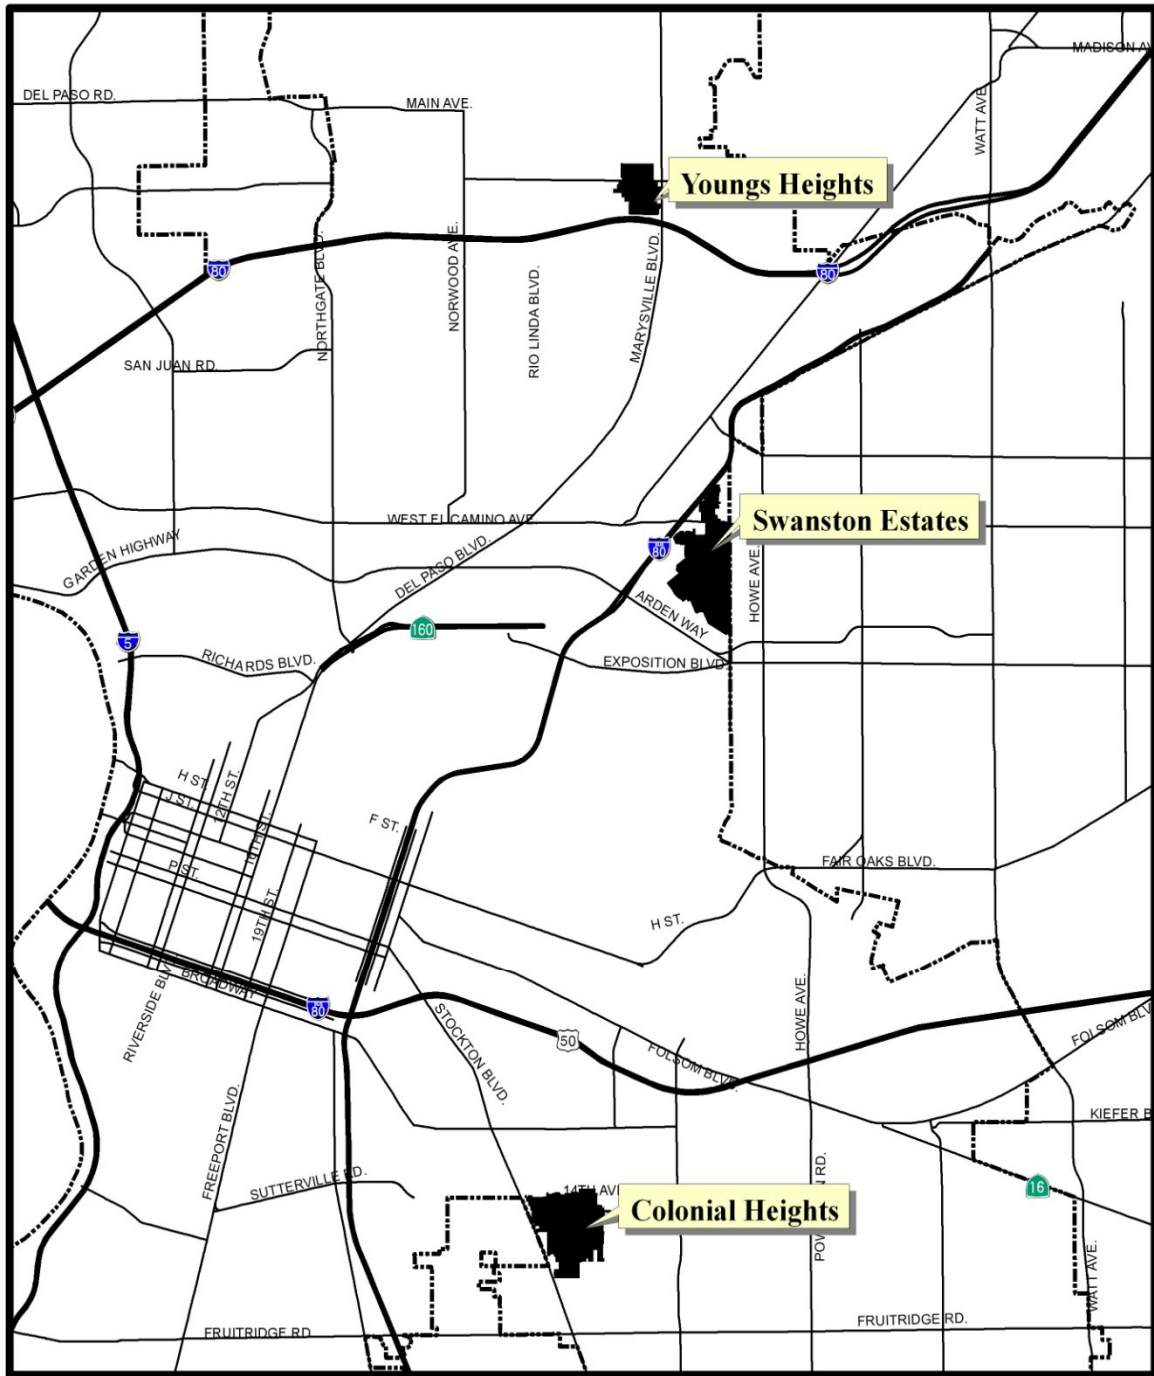 MADISON AV
DEL PASO RD.
MAIN AVE.
WATT AVE
Youngs Heights
NORTHGATE BLVD.
NORWOOD AVE.
RIO LINDA BLVD.
MARYSVILLE BLVD.
80
80
SAN JUAN RD.
WEST EL CAMINO AVE.
Swanston Estates
GARDEN HIGHWAY
DEL PASO BLVD.
80
HOWE AVE.
ARDEN WAY
5
160
RICHARDS BLVD.
EXPOSITION BLVD.
H ST.
J ST.
12TH ST.
16TH ST.
F ST.
P ST.
19TH ST.
FAIR OAKS BLVD.
H ST.
RIVERSIDE BLV
BROADWAY
80
STOCKTON BLVD.
50
HOWE AVE.
FOLSOM BLVD.
FOLSOM BLV
KIEFER B
FREEPORT BLVD.
SUTTERVILLE RD.
14TH AV
Colonial Heights
16
RD.
WATT AVE.
FRUITRIDGE RD
FRUITRIDGE RD.